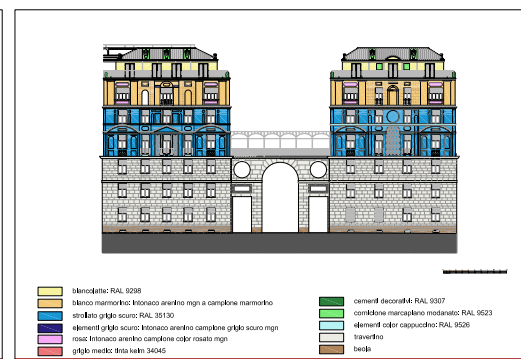 biancolatte: RAL 9298
bianco marmorino: Intonaco arenino mgn a campione marmorino
strollato grigio scuro: RAL 35130
elementi grigio scuro: Intonaco arenino campione grigio scuro mgn
rosa: Intonaco arenino campione color rosato mgn
grigio medio: tinta keim 34045
cementi decorativi: RAL 9307
cornicione marcapiano modanato: RAL 9523
elementi color cappuccino: RAL 9526
travertino
beola